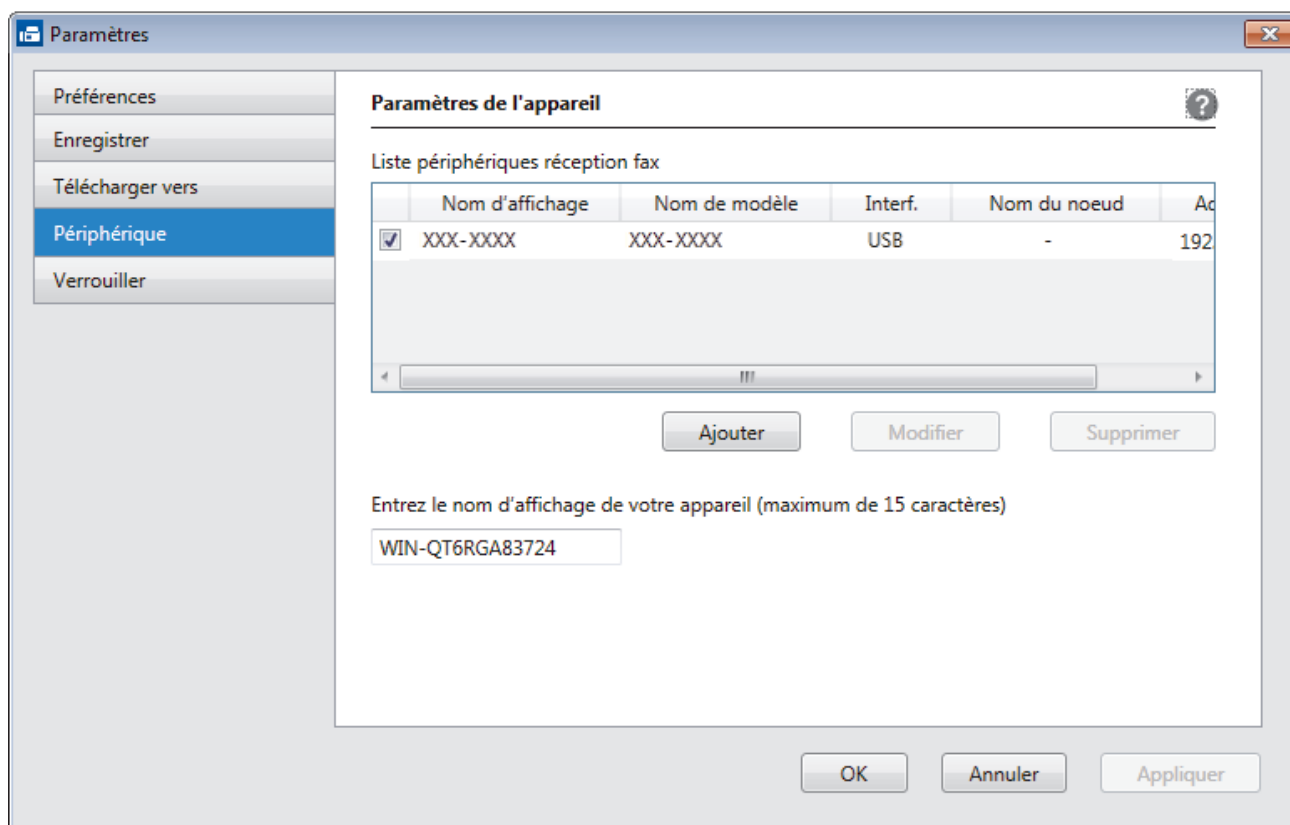 Paramètres
Préférences
Enregistrer
Télécharger vers
Périphérique
Verrouiller
Paramètres de l'appareil
?
Liste périphériques réception fax
Nom d'affichage Nom de modèle Interf. Nom du noeud Ad
XXX-XXXX XXX-XXXX USB - 192
Ajouter Modifier Supprimer
Entrez le nom d'affichage de votre appareil (maximum de 15 caractères)
WIN-QT6RGA83724
OK Annuler Appliquer